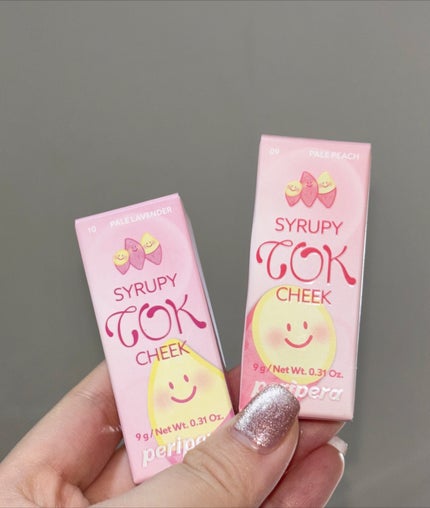 10 PALE LAVENDER
SYRUPY
TOK
CHEEK
9 g / Net Wt. 0.31 Oz.
09 PALE PEACH
SYRUPY
TOK
CHEEK
9 g / Net Wt. 0.31 Oz.
peripera